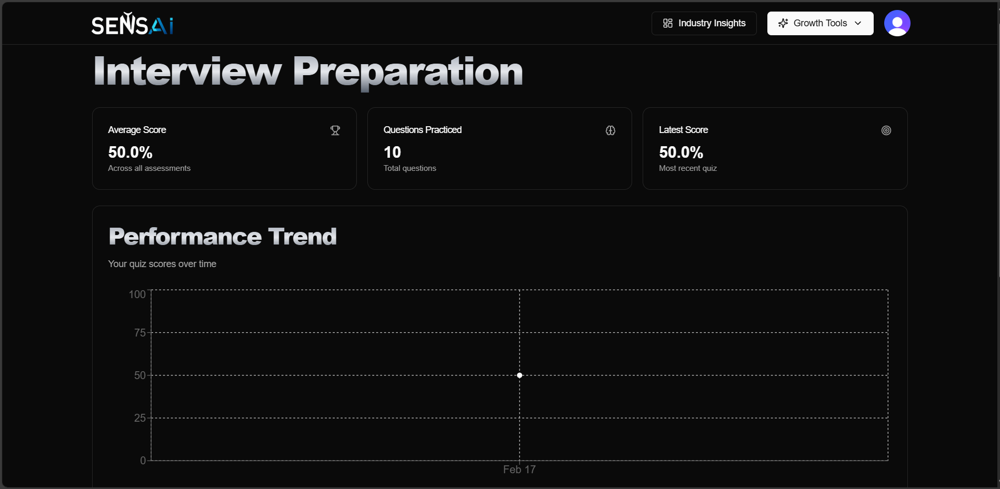 SENSAi
Industry Insights
Growth Tools
Interview Preparation
Average Score
50.0%
Across all assessments
Questions Practiced
10
Total questions
Latest Score
50.0%
Most recent quiz
Performance Trend
Your quiz scores over time
100
75
50
25
0
Feb 17